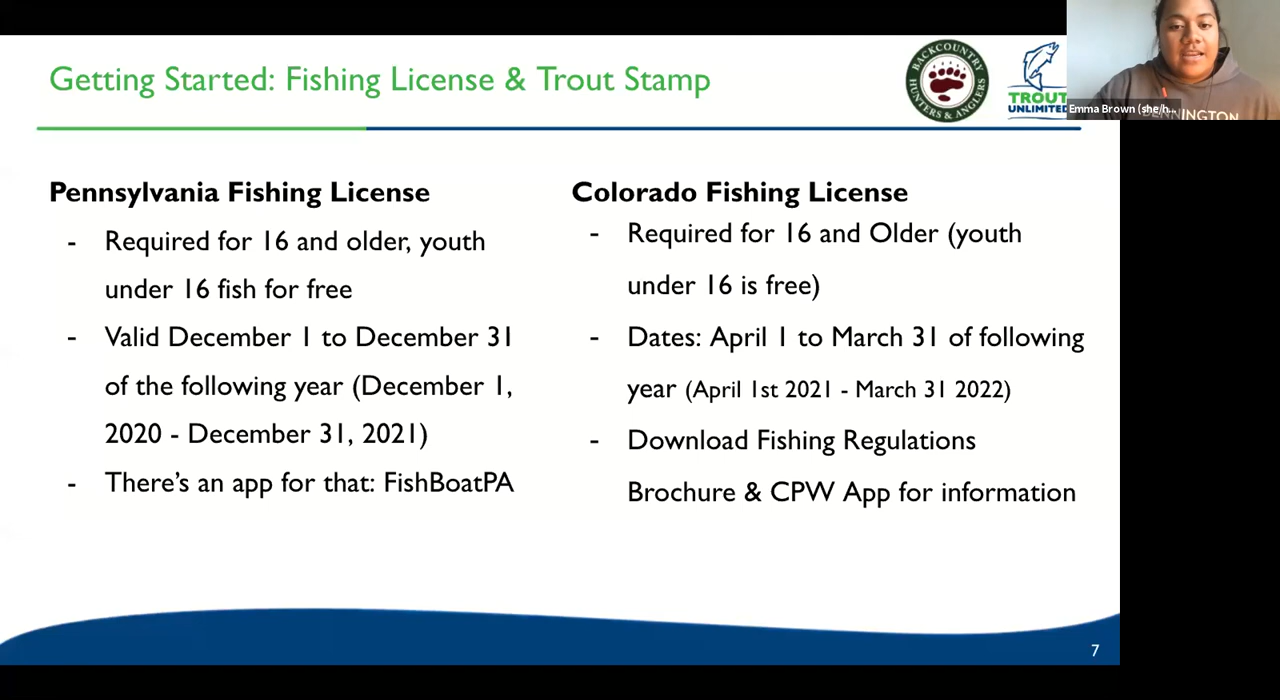 Getting Started: Fishing License & Trout Stamp
BACKCOUNTRY
HUNTERS & ANGLERS
TROUT
UNLIMITED
Emma Brown (she/h...
BENNINGTON
Pennsylvania Fishing License
- Required for 16 and older, youth
under 16 fish for free
- Valid December 1 to December 31
of the following year (December 1,
2020 - December 31, 2021)
- There's an app for that: FishBoatPA
Colorado Fishing License
- Required for 16 and Older (youth
under 16 is free)
- Dates: April 1 to March 31 of following
year (April 1st 2021 - March 31 2022)
- Download Fishing Regulations
Brochure & CPW App for information
7